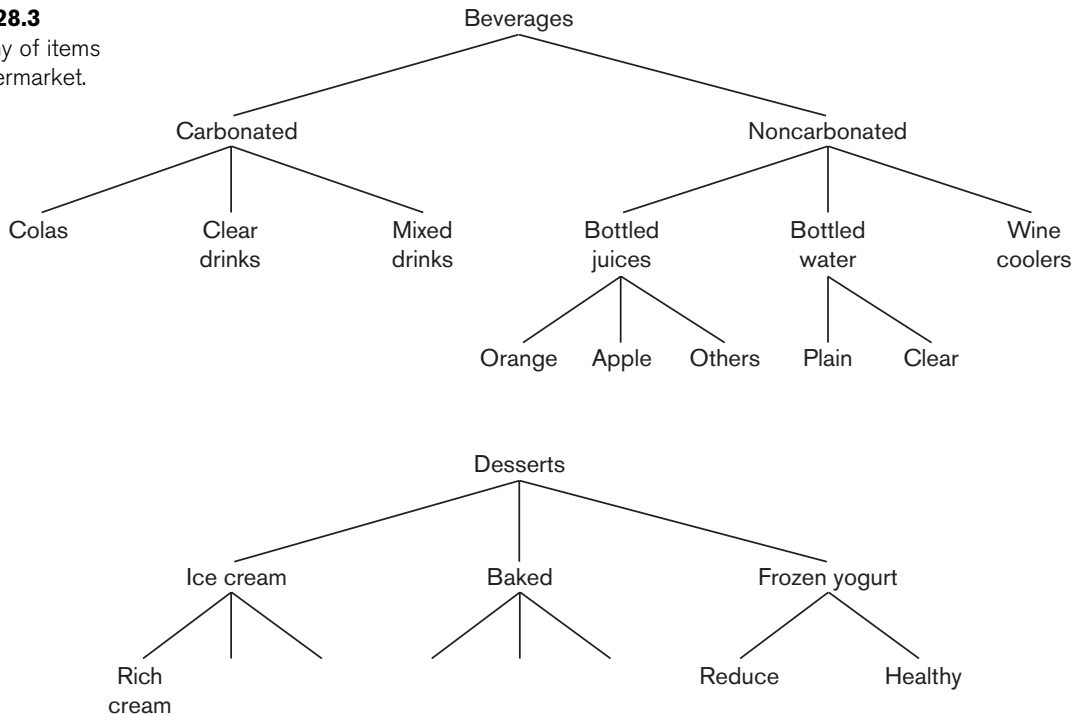 28.3
y of items
ermarket.
Beverages
Carbonated Noncarbonated
Colas Clear Mixed Bottled Bottled Wine
drinks drinks juices water coolers
Orange Apple Others Plain Clear
Desserts
Ice cream Baked Frozen yogurt
Rich Reduce Healthy
cream